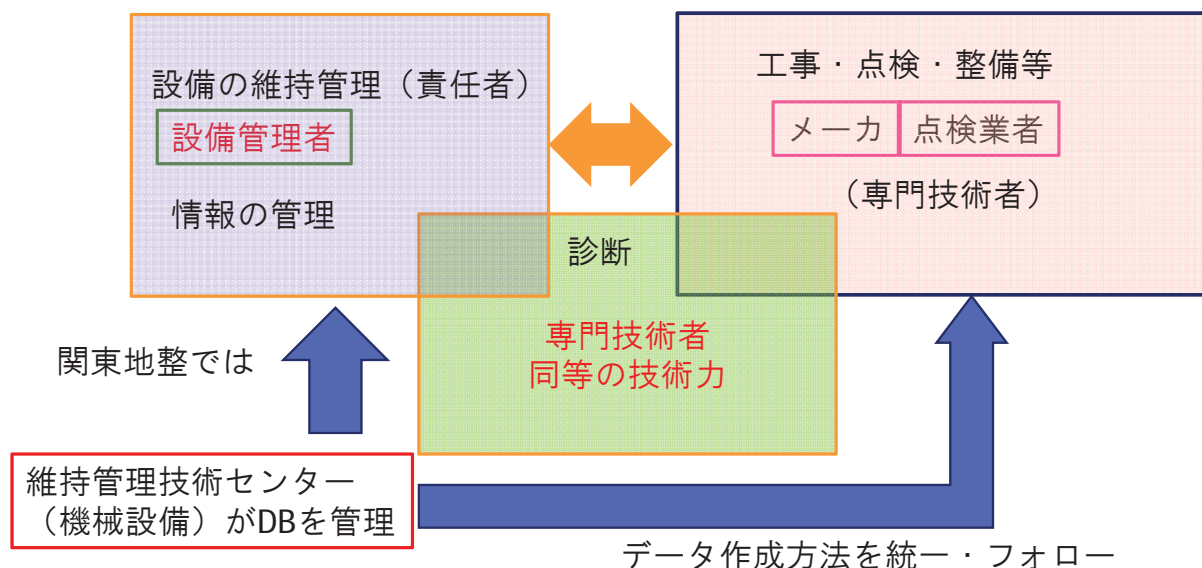 設備の維持管理（責任者）
設備管理者
情報の管理
工事・点検・整備等
メーカ 点検業者
（専門技術者）
診断
専門技術者
同等の技術力
関東地整では
維持管理技術センター
（機械設備）がDBを管理
データ作成方法を統一・フォロー